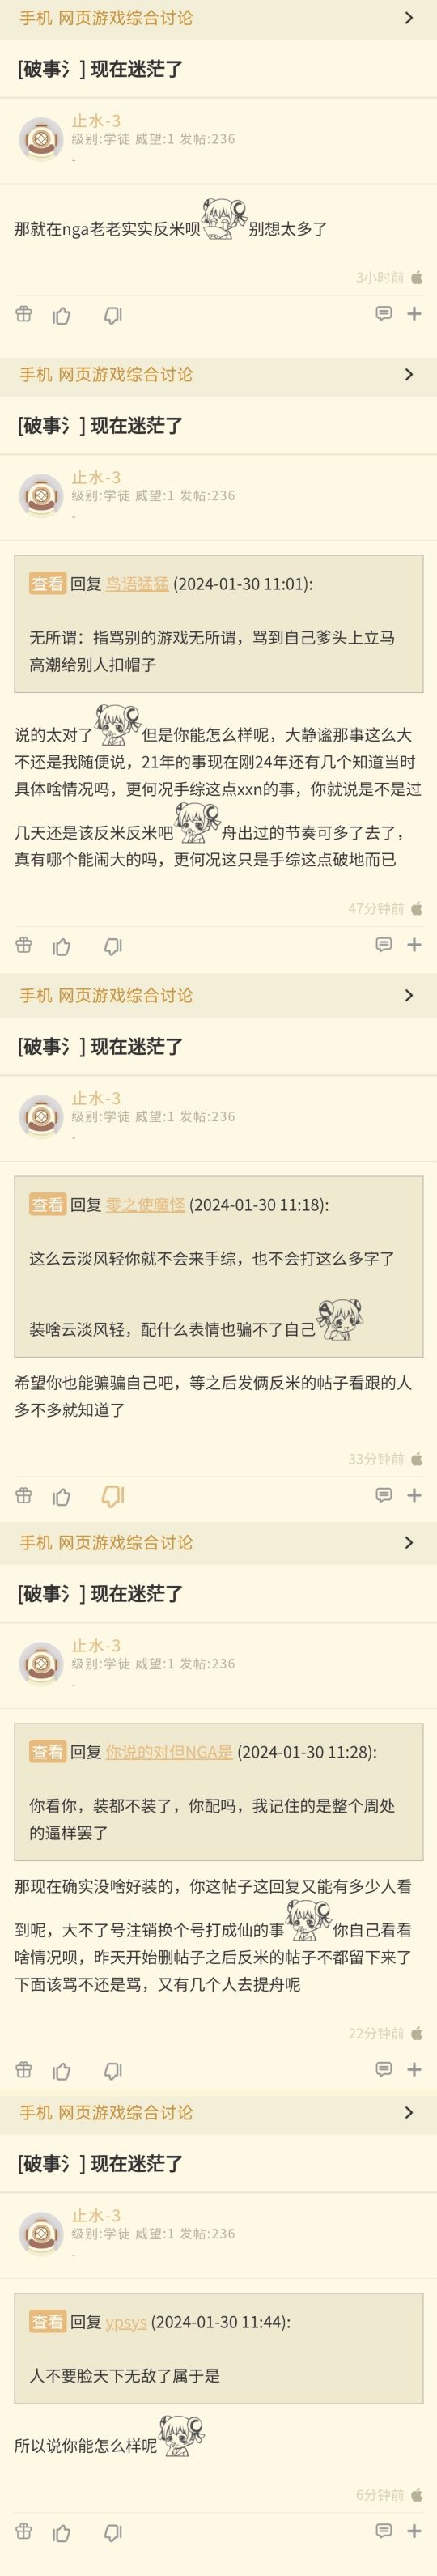 手机 网页游戏综合讨论
[破事氵] 现在迷茫了
止水-3
级别:学徒 威望:1 发帖:236
-
那就在nga老老实实反米呗别想太多了
3小时前
手机 网页游戏综合讨论
[破事氵] 现在迷茫了
止水-3
级别:学徒 威望:1 发帖:236
-
查看 回复 鸟语猛猛 (2024-01-30 11:01):
无所谓：指骂别的游戏无所谓，骂到自己爹头上立马
高潮给别人扣帽子
说的太对了但是你能怎么样呢，大静谧那事这么大
不还是我随便说，21年的事现在刚24年还有几个知道当时
具体啥情况吗，更何况手综这点xxn的事，你就说是不是过
几天还是该反米反米吧舟出过的节奏可多了去了，
真有哪个能闹大的吗，更何况这只是手综这点破地而已
47分钟前
手机 网页游戏综合讨论
[破事氵] 现在迷茫了
止水-3
级别:学徒 威望:1 发帖:236
-
查看 回复 零之使魔怪 (2024-01-30 11:18):
这么云淡风轻你就不会来手综，也不会打这么多字了
装啥云淡风轻，配什么表情也骗不了自己
希望你也能骗骗自己吧，等之后发俩反米的帖子看跟的人
多不多就知道了
33分钟前
手机 网页游戏综合讨论
[破事氵] 现在迷茫了
止水-3
级别:学徒 威望:1 发帖:236
-
查看 回复 你说的对但NGA是 (2024-01-30 11:28):
你看你，装都不装了，你配吗，我记住的是整个周处
的逼样罢了
那现在确实没啥好装的，你这帖子这回复又能有多少人看
到呢，大不了号注销换个号打成仙的事你自己看看
啥情况呗，昨天开始删帖子之后反米的帖子不都留下来了
下面该骂不还是骂，又有几个人去提舟呢
22分钟前
手机 网页游戏综合讨论
[破事氵] 现在迷茫了
止水-3
级别:学徒 威望:1 发帖:236
-
查看 回复 ypsys (2024-01-30 11:44):
人不要脸天下无敌了属于是
所以说你能怎么样呢
6分钟前